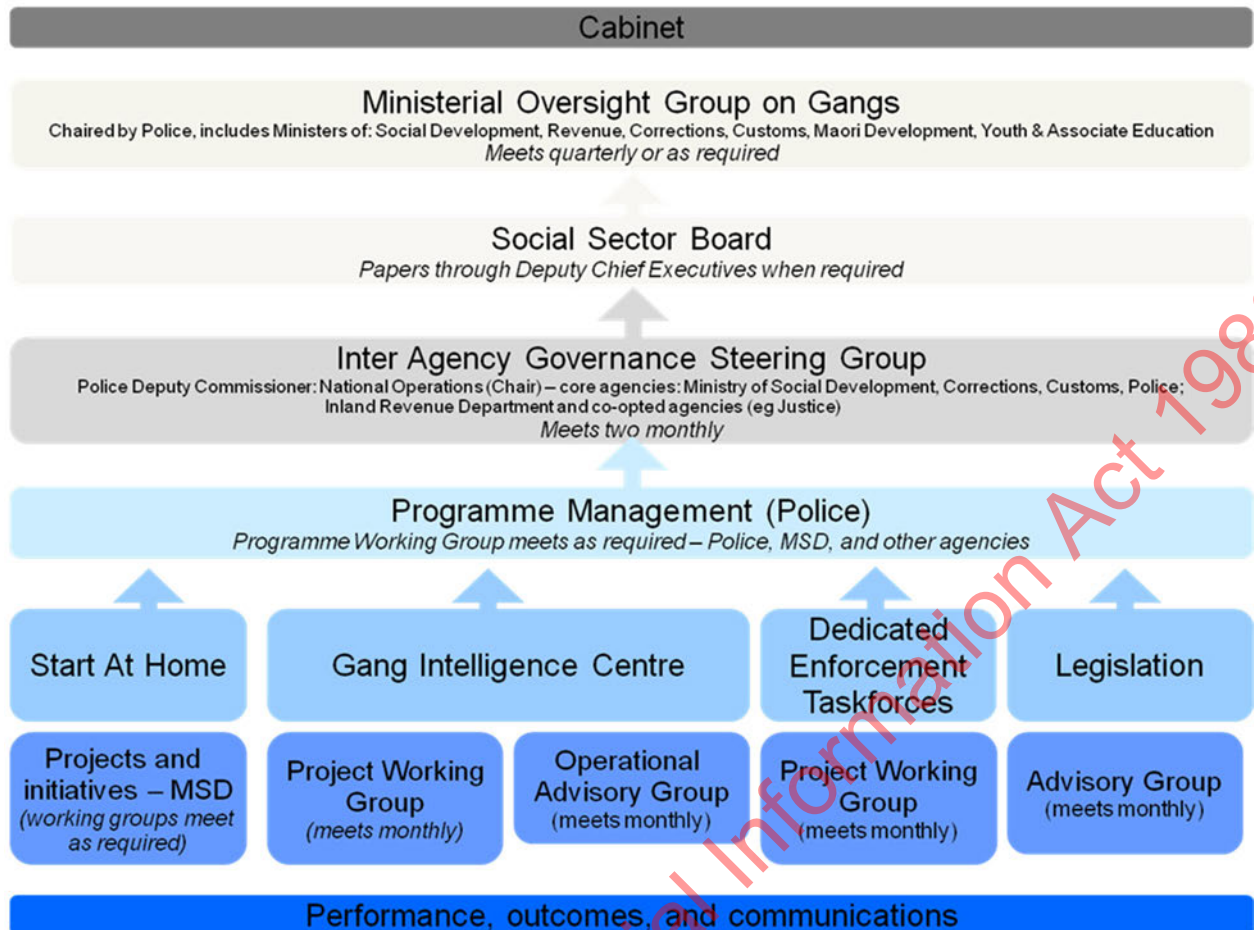 Cabinet
Ministerial Oversight Group on Gangs
Chaired by Police, includes Ministers of: Social Development, Revenue, Corrections, Customs, Maori Development, Youth & Associate Education
Meets quarterly or as required
Social Sector Board
Papers through Deputy Chief Executives when required
Inter Agency Governance Steering Group
Police Deputy Commissioner: National Operations (Chair) – core agencies: Ministry of Social Development, Corrections, Customs, Police;
Inland Revenue Department and co-opted agencies (eg Justice)
Meets two monthly
Programme Management (Police)
Programme Working Group meets as required – Police, MSD, and other agencies
Start At Home
Gang Intelligence Centre
Dedicated
Enforcement
Taskforces
Legislation
Projects and
initiatives – MSD
(working groups meet
as required)
Project Working
Group
(meets monthly)
Operational
Advisory Group
(meets monthly)
Project Working
Group
(meets monthly)
Advisory Group
(meets monthly)
Performance, outcomes, and communications
Information Act 198